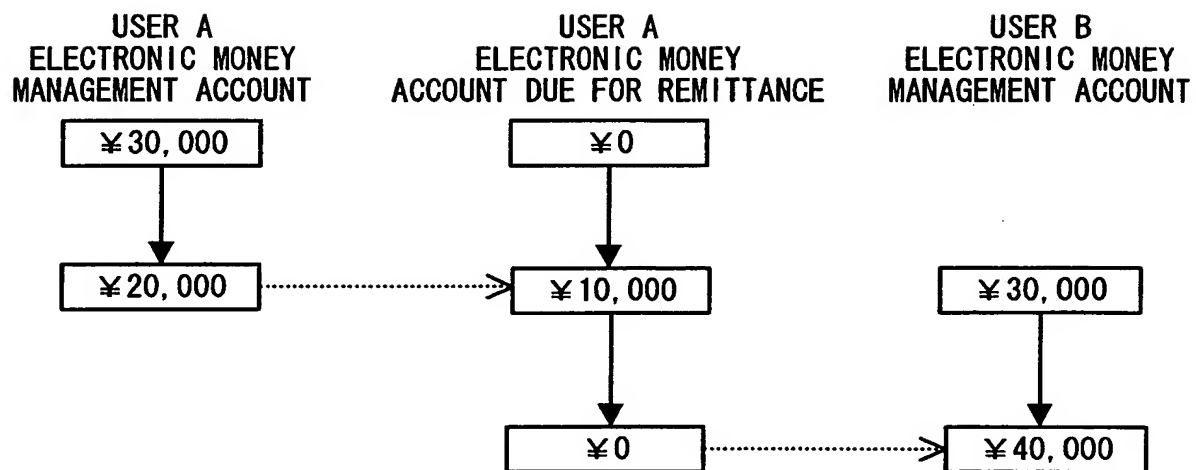 USER A
ELECTRONIC MONEY
MANAGEMENT ACCOUNT
USER A
ELECTRONIC MONEY
ACCOUNT DUE FOR REMITTANCE
USER B
ELECTRONIC MONEY
MANAGEMENT ACCOUNT
¥30,000
¥0
¥20,000
¥10,000
¥30,000
¥0
¥40,000